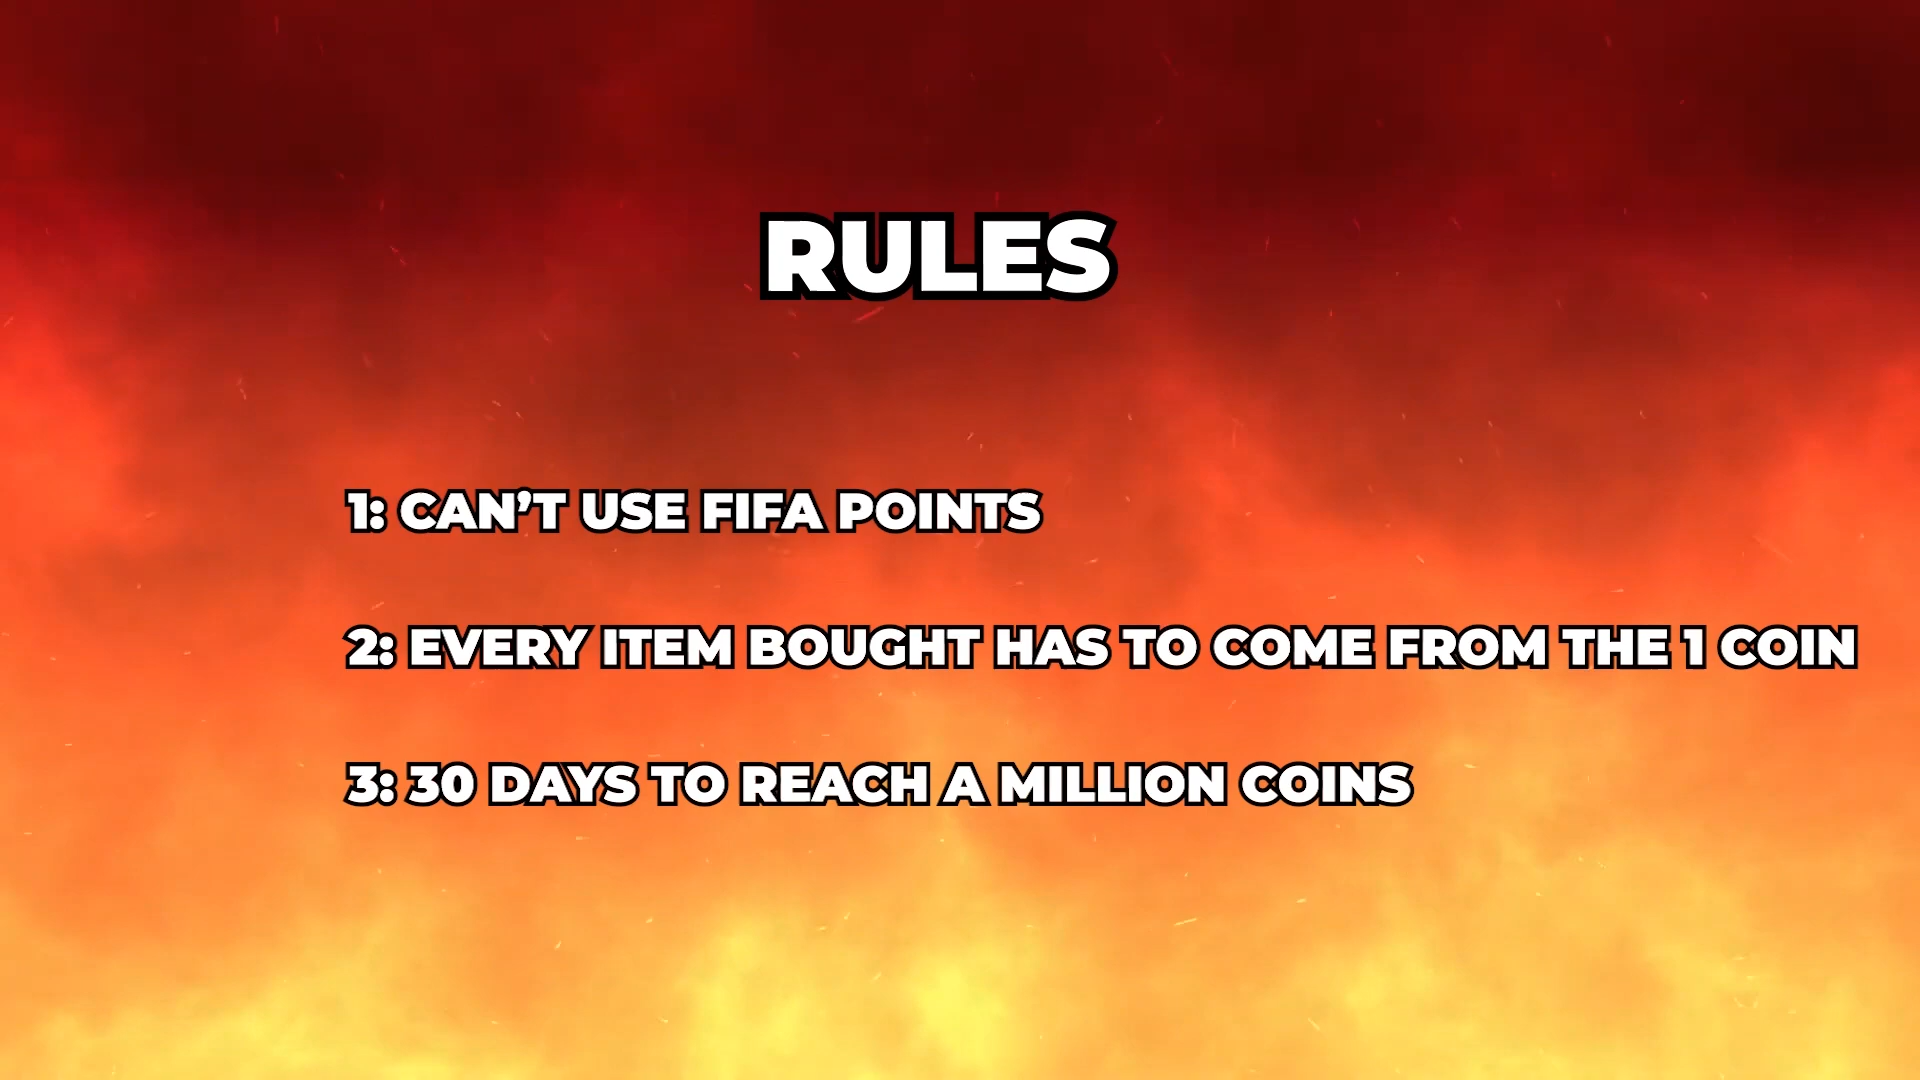 RULES
1: CAN’T USE FIFA POINTS
2: EVERY ITEM BOUGHT HAS TO COME FROM THE 1 COIN
3: 30 DAYS TO REACH A MILLION COINS